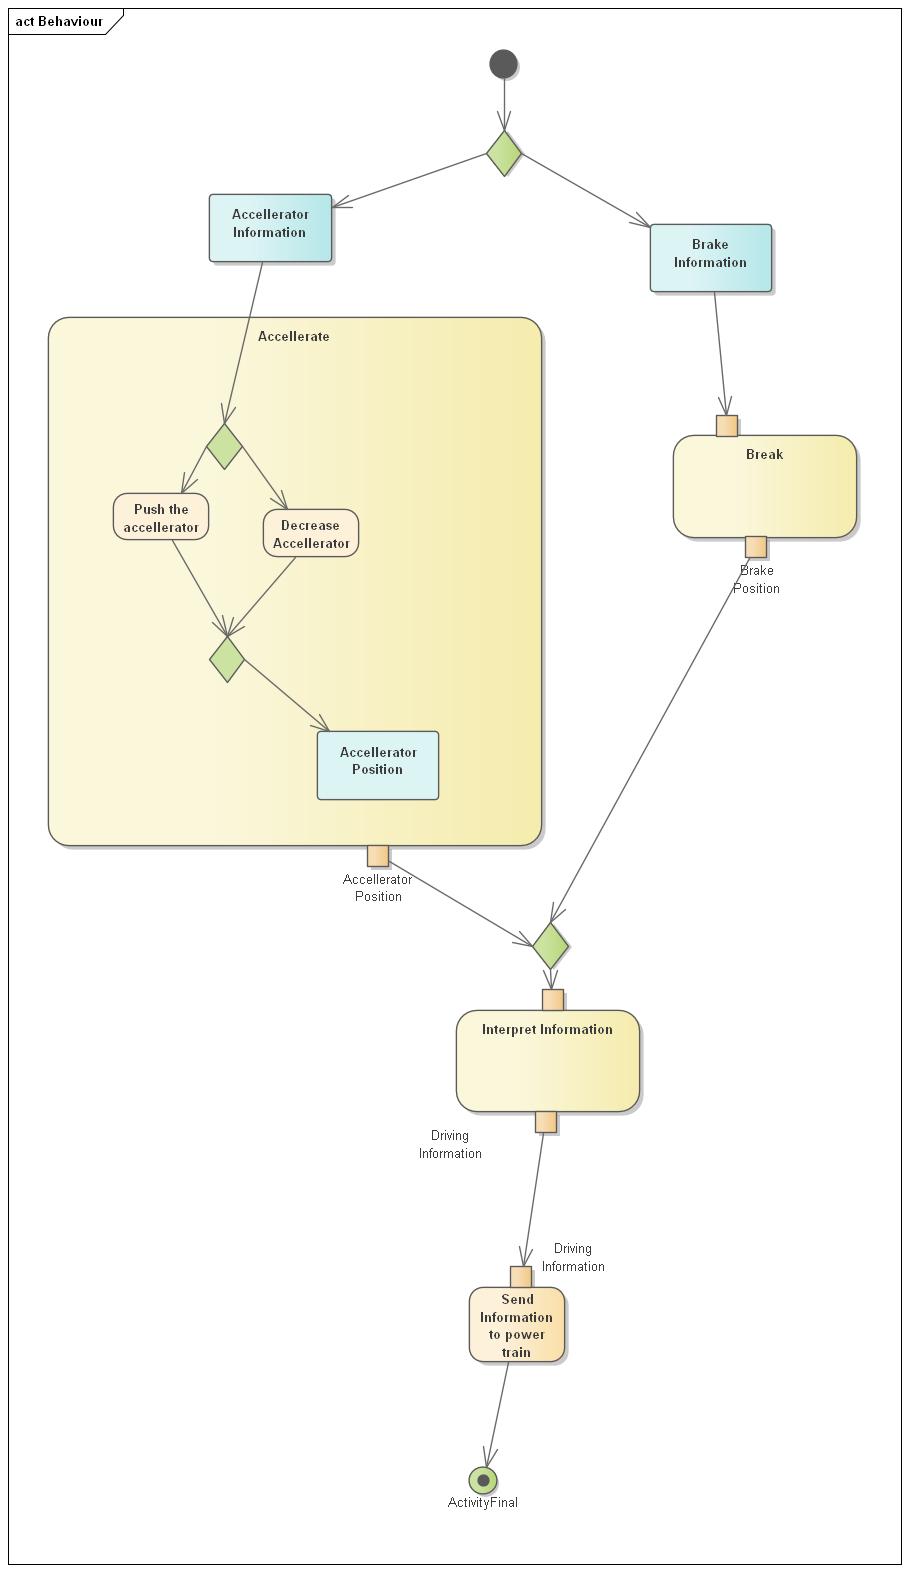 act Behaviour
Accellerator
Information
Brake
Information
Accellerate
Break
Push the
accellerator
Decrease
Accellerator
Brake
Position
Accellerator
Position
Accellerator
Position
Interpret Information
Driving
Information
Driving
Information
Send
Information
to power
train
ActivityFinal